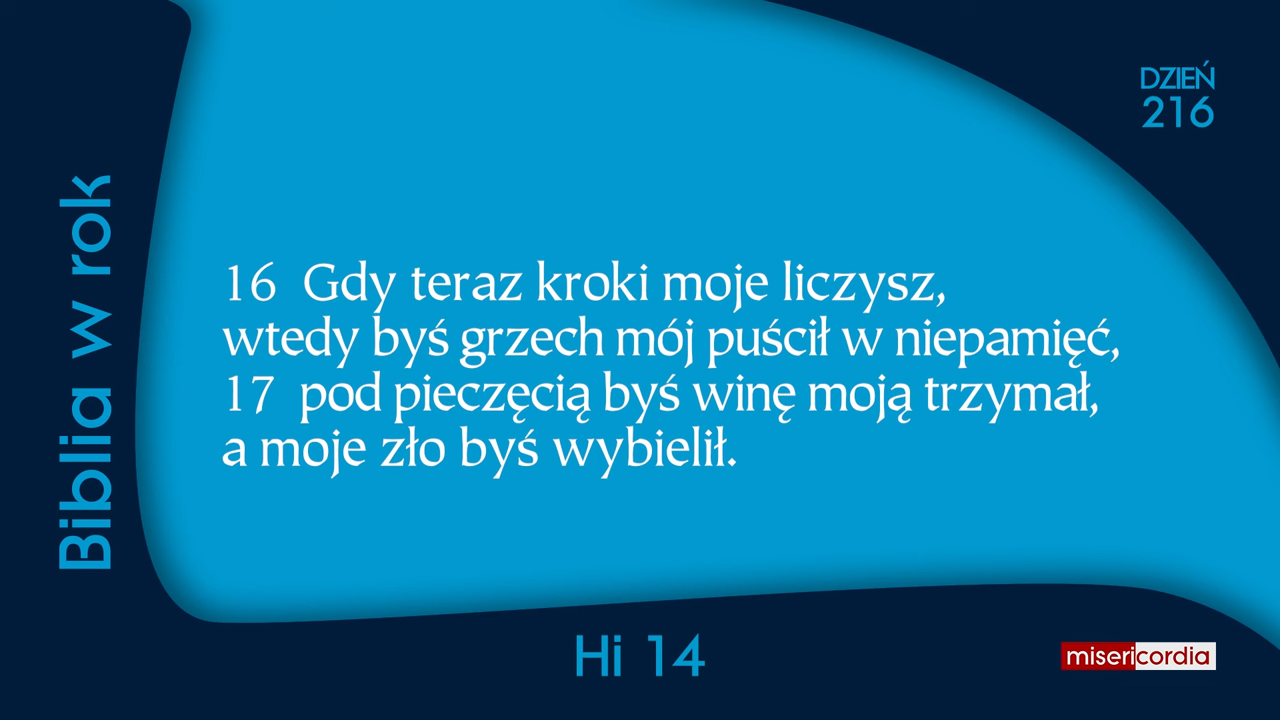 DZIEŃ
216
Biblia w rok
16 Gdy teraz kroki moje liczysz,
wtedy byś grzech mój puścił w niepamięć,
17 pod pieczęcią byś winę moją trzymał,
a moje zło byś wybielił.
Hi 14
misericordia